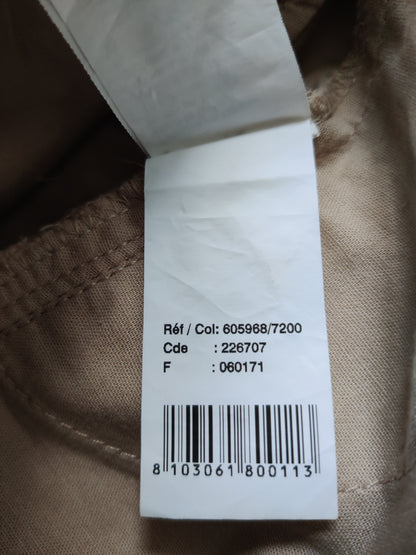 Réf / Col: 605968/7200
Cde : 226707
F : 060171
8 103061 800113